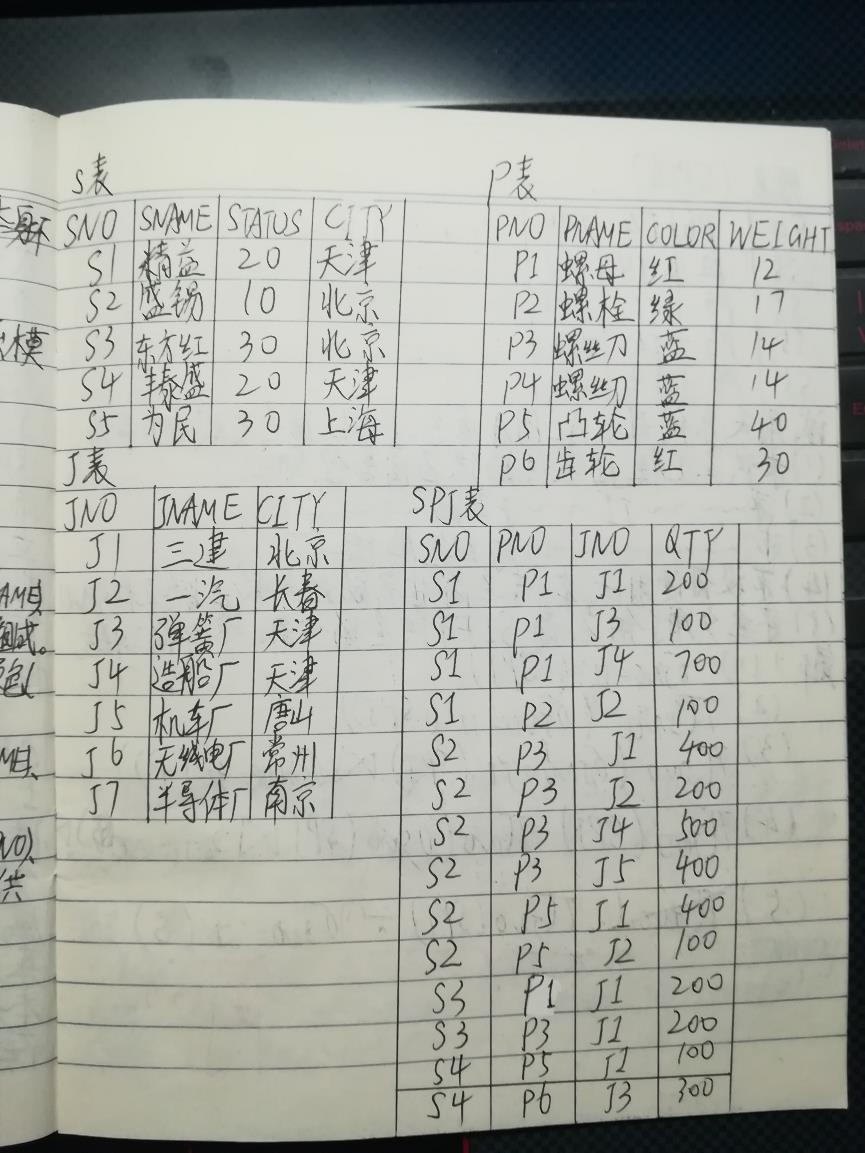 S表
SNO SNAME STATUS CITY
S1 精益 20 天津
S2 盛锡 10 北京
S3 东方红 30 北京
S4 丰泰盛 20 天津
S5 为民 30 上海
P表
PNO PNAME COLOR WEIGHT
P1 螺母 红 12
P2 螺栓 绿 17
P3 螺丝刀 蓝 14
P4 螺丝刀 蓝 14
P5 凸轮 蓝 40
P6 齿轮 红 30
J表
JNO JNAME CITY
J1 三建 北京
J2 一汽 长春
J3 弹簧厂 天津
J4 造船厂 天津
J5 机车厂 唐山
J6 无线电厂 常州
J7 半导体厂 南京
SPJ表
SNO PNO JNO QTY
S1 P1 J1 200
S1 P1 J3 100
S1 P1 J4 700
S1 P2 J2 100
S2 P3 J1 400
S2 P3 J2 200
S2 P3 J4 500
S2 P3 J5 400
S2 P5 J1 400
S2 P5 J2 100
S3 P1 J1 200
S3 P3 J1 200
S4 P5 J1 100
S4 P6 J3 300